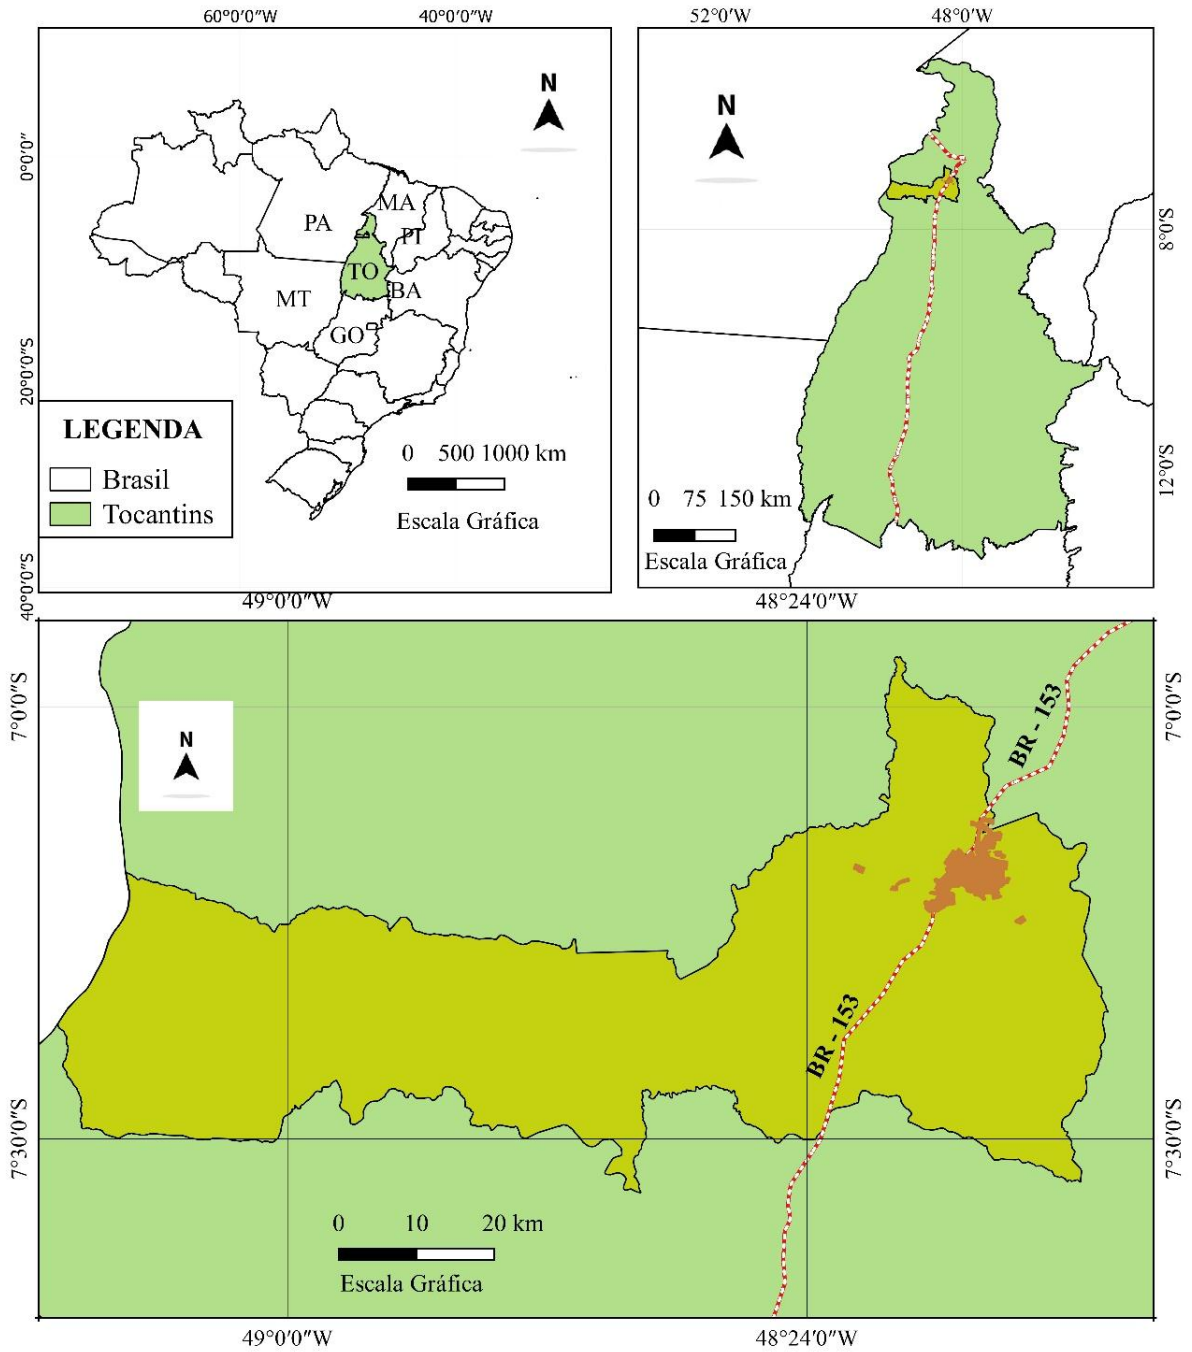 60°0'0"W 40°0'0"W
52°0'0"W 48°0'0"W
N
N
0°0'0"
20°0'0"S
40°0'0"S
8°0'0"S
12°0'0"S
MA
PA
PI
TO
BA
MT
GO
LEGENDA
Brasil
Tocantins
0 500 1000 km
Escala Gráfica
0 75 150 km
Escala Gráfica
49°0'0"W 48°24'0"W
7°0'0"S
7°0'0"S
N
BR - 153
BR - 153
7°30'0"S
7°30'0"S
0 10 20 km
Escala Gráfica
49°0'0"W 48°24'0"W